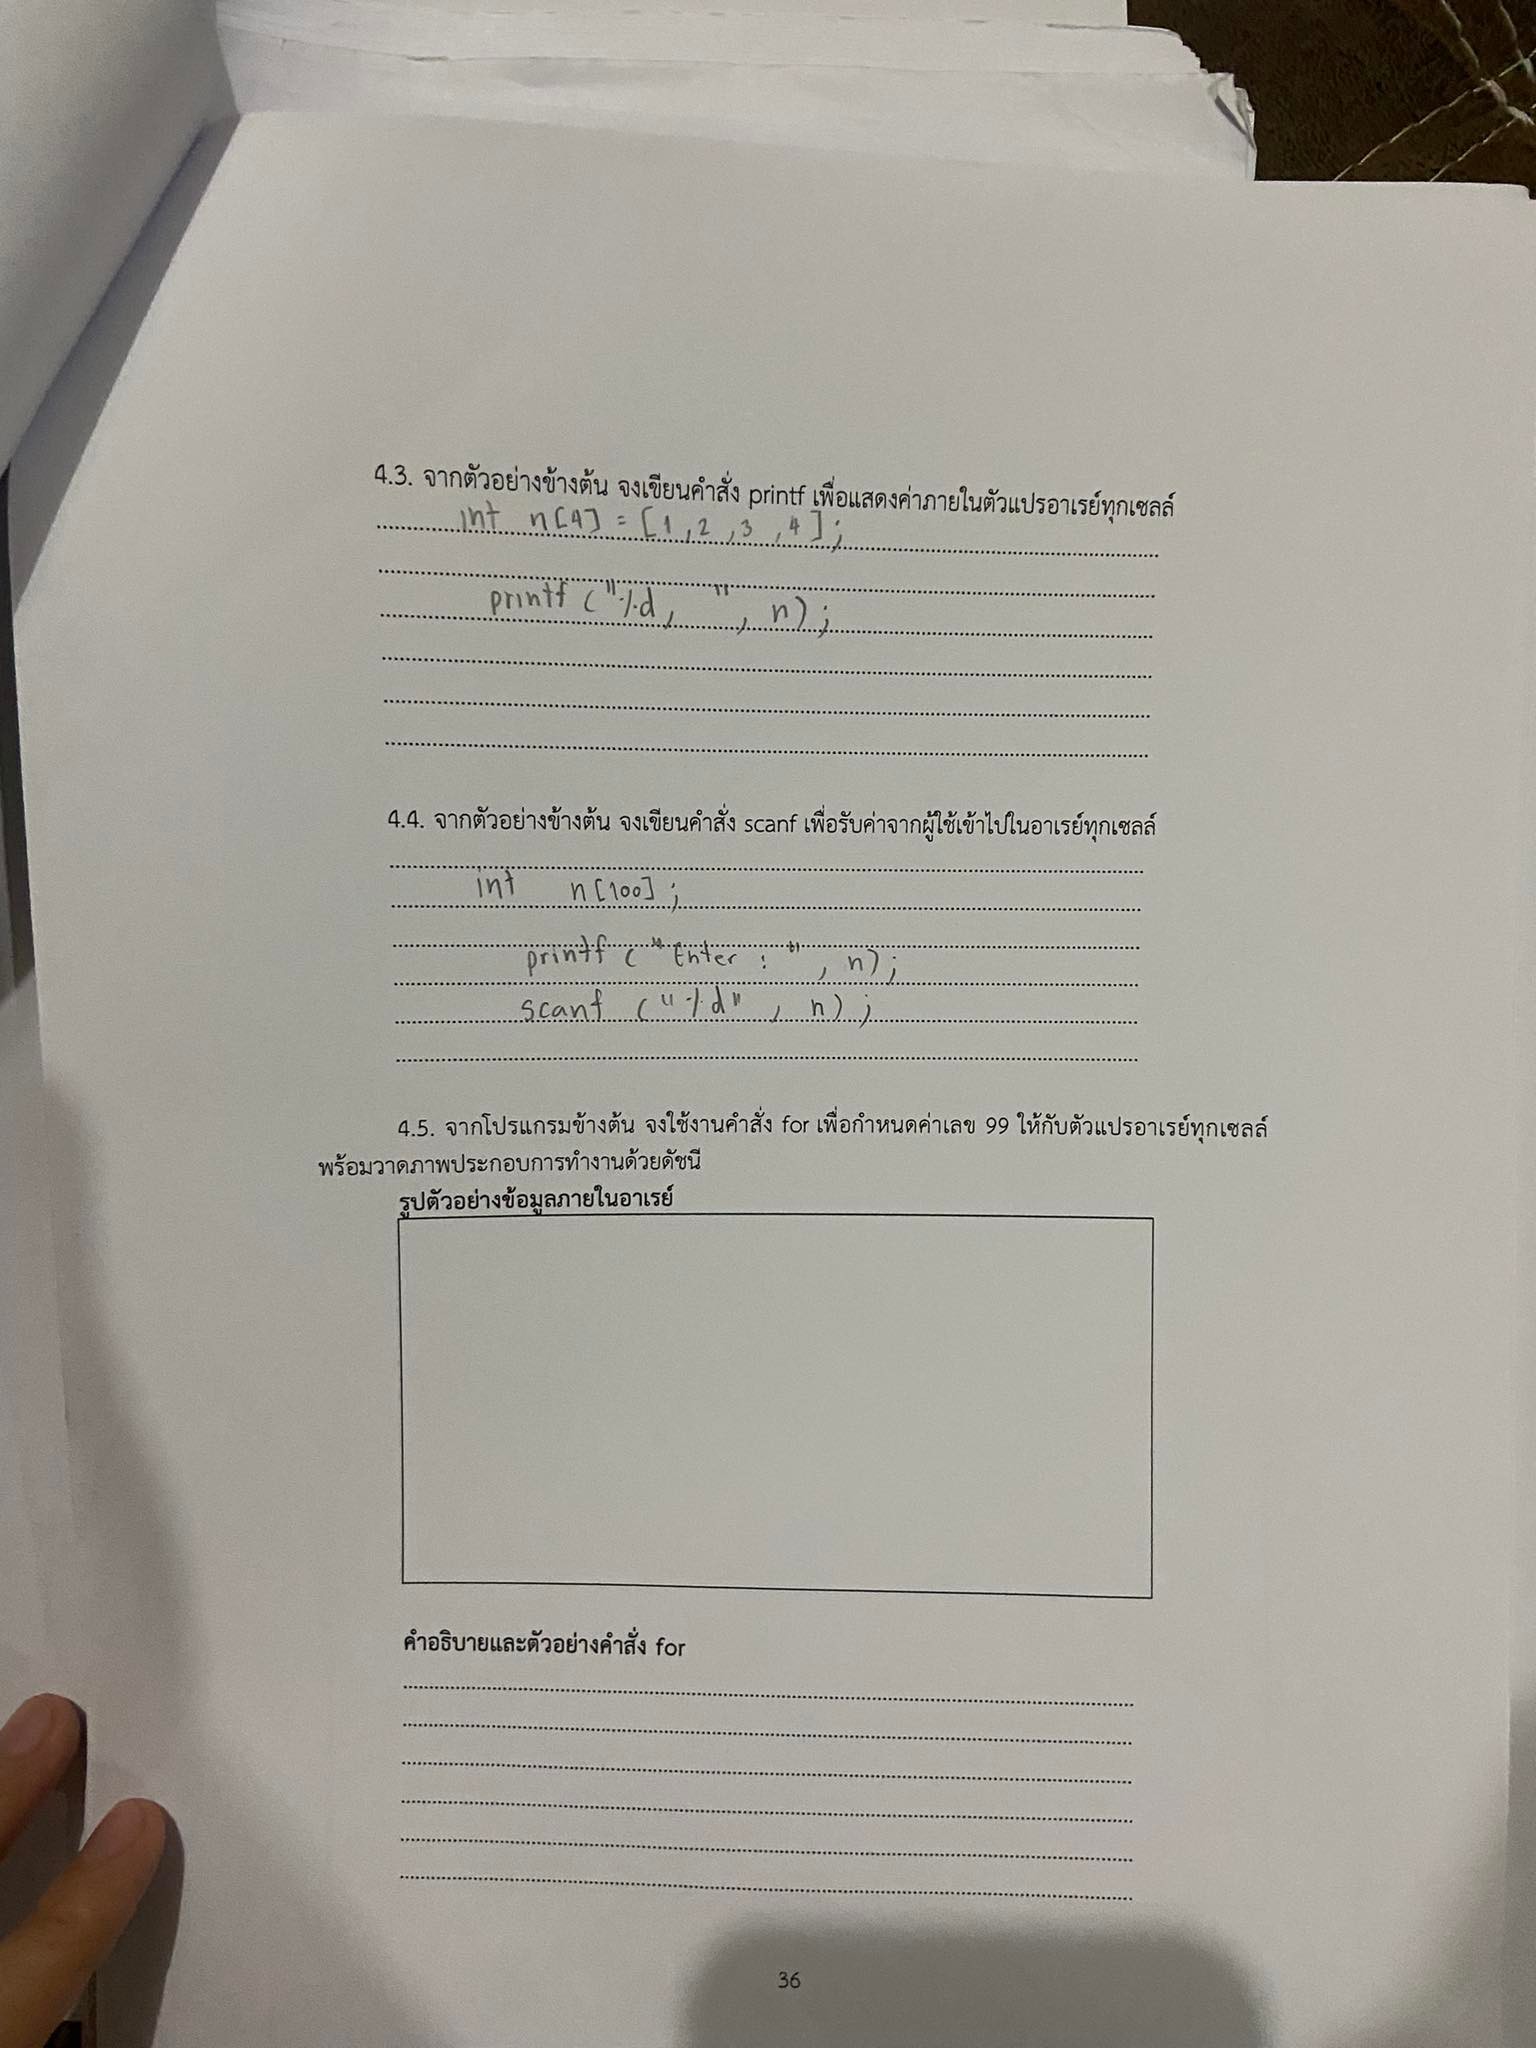 4.3. จากตัวอย่างข้างต้น จงเขียนคำสั่ง printf เพื่อแสดงค่าภายในตัวแปรอาเรย์ทุกเซลล์
int n[4] = [1, 2, 3, 4];
printf ("%d, ", n);
4.4. จากตัวอย่างข้างต้น จงเขียนคำสั่ง scanf เพื่อรับค่าจากผู้ใช้เข้าไปในอาเรย์ทุกเซลล์
int n[100];
printf ("Enter : ", n);
scanf ("%d", n);
4.5. จากโปรแกรมข้างต้น จงใช้งานคำสั่ง for เพื่อกำหนดค่าเลข 99 ให้กับตัวแปรอาเรย์ทุกเซลล์
พร้อมวาดภาพประกอบการทำงานด้วยดัชนี
รูปตัวอย่างข้อมูลภายในอาเรย์
คำอธิบายและตัวอย่างคำสั่ง for
36